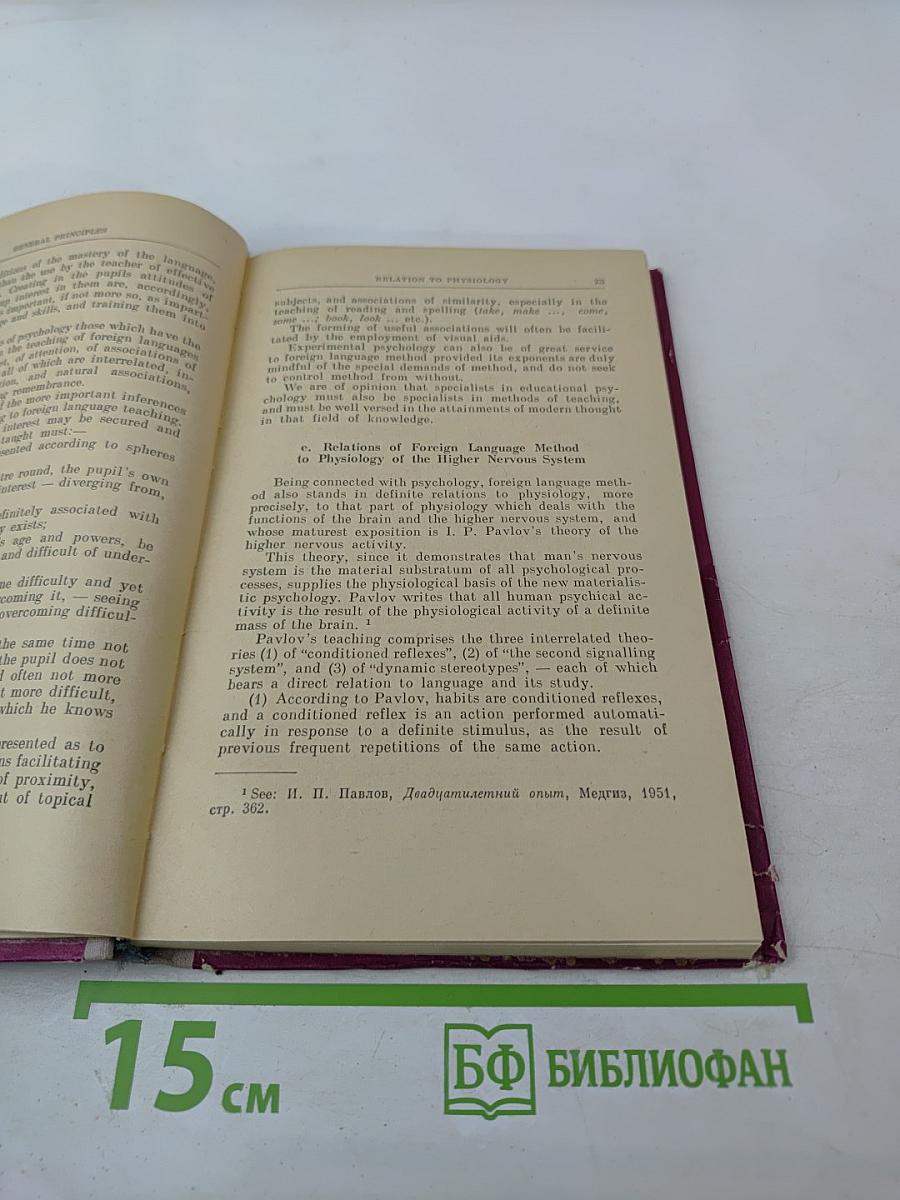 GENERAL PRINCIPLES
of the mastery of the language,
than the use by the teacher of effective
Creating in the pupils attitudes of
interest in them are, accordingly,
important, if not more so, as impart-
and skills, and training them into
of psychology those which have the
the teaching of foreign languages
of attention, of association of
all of which are interrelated, in-
and natural associations,
remembrance.
the more important inferences
to foreign language teaching.
interest may be secured and
taught must:—
according to spheres
round, the pupil's own
interest — diverging from,
associated with
exists;
age and powers, be
and difficult of under-
difficulty and yet
it, — seeing
overcoming difficul-
the same time not
the pupil does not
often not more
more difficult,
which he knows
presented as to
facilitating
of proximity,
of topical
RELATION TO PHYSIOLOGY 23
subjects, and associations of similarity, especially in the
teaching of reading and spelling (take, make ..., come,
some ...; book, look ... etc.).
The forming of useful associations will often be facili-
tated by the employment of visual aids.
Experimental psychology can also be of great service
to foreign language method provided its exponents are duly
mindful of the special demands of method, and do not seek
to control method from without.
We are of opinion that specialists in educational psy-
chology must also be specialists in methods of teaching,
and must be well versed in the attainments of modern thought
in that field of knowledge.
e. Relations of Foreign Language Method
to Physiology of the Higher Nervous System
Being connected with psychology, foreign language meth-
od also stands in definite relations to physiology, more
precisely, to that part of physiology which deals with the
functions of the brain and the higher nervous system, and
whose maturest exposition is I. P. Pavlov's theory of the
higher nervous activity.
This theory, since it demonstrates that man's nervous
system is the material substratum of all psychological pro-
cesses, supplies the physiological basis of the new materialis-
tic psychology. Pavlov writes that all human psychical ac-
tivity is the result of the physiological activity of a definite
mass of the brain. ¹
Pavlov's teaching comprises the three interrelated theo-
ries (1) of “conditioned reflexes”, (2) of “the second signalling
system”, and (3) of “dynamic stereotypes”, — each of which
bears a direct relation to language and its study.
(1) According to Pavlov, habits are conditioned reflexes,
and a conditioned reflex is an action performed automati-
cally in response to a definite stimulus, as the result of
previous frequent repetitions of the same action.
¹ See: И. П. Павлов, Двадцатилетний опыт, Медгиз, 1951,
стр. 362.
15 см
БФ БИБЛИОФАН